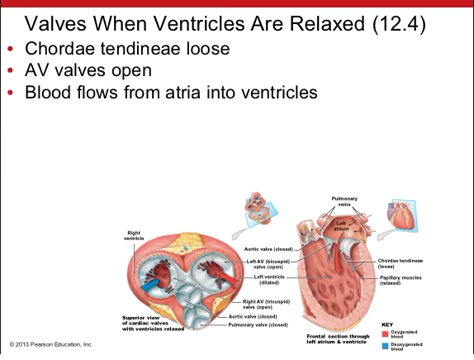 Valves When Ventricles Are Relaxed (12.4)
• Chordae tendineae loose
• AV valves open
• Blood flows from atria into ventricles
Pulmonary
veins
Right
ventricle
Left
atrium
Aortic valve (closed)
Left AV (bicuspid)
valve (open)
Left ventricle
(dilated)
Chordae tendineae
(loose)
Papillary muscles
(relaxed)
Right AV (tricuspid)
valve (open)
Aortic valve (closed)
Pulmonary valve (closed)
Superior view
of cardiac valves
with ventricles relaxed
Frontal section through
left atrium & ventricle
KEY
Oxygenated
blood
Deoxygenated
blood
© 2013 Pearson Education, Inc.